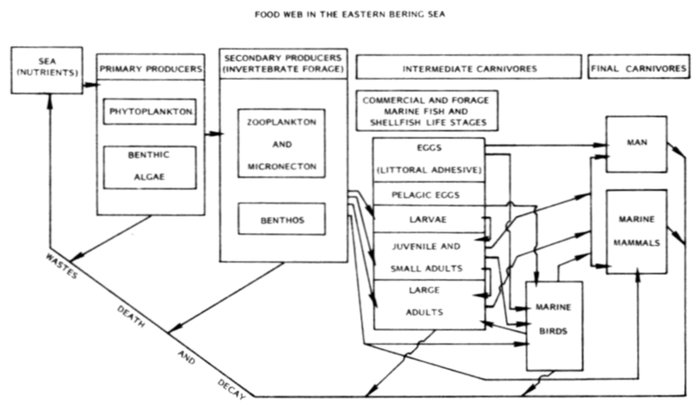 FOOD WEB IN THE EASTERN BERING SEA
SEA
(NUTRIENTS)
PRIMARY PRODUCERS
PHYTOPLANKTON
BENTHIC
ALGAE
SECONDARY PRODUCERS
(INVERTEBRATE FORAGE)
ZOOPLANKTON
AND
MICRONECTON
BENTHOS
INTERMEDIATE CARNIVORES
COMMERCIAL AND FORAGE
MARINE FISH AND
SHELLFISH LIFE STAGES
EGGS
(LITTORAL ADHESIVE)
PELAGIC EGGS
LARVAE
JUVENILE AND
SMALL ADULTS
LARGE
ADULTS
MARINE
BIRDS
FINAL CARNIVORES
MAN
MARINE
MAMMALS
WASTES
DEATH
AND
DECAY